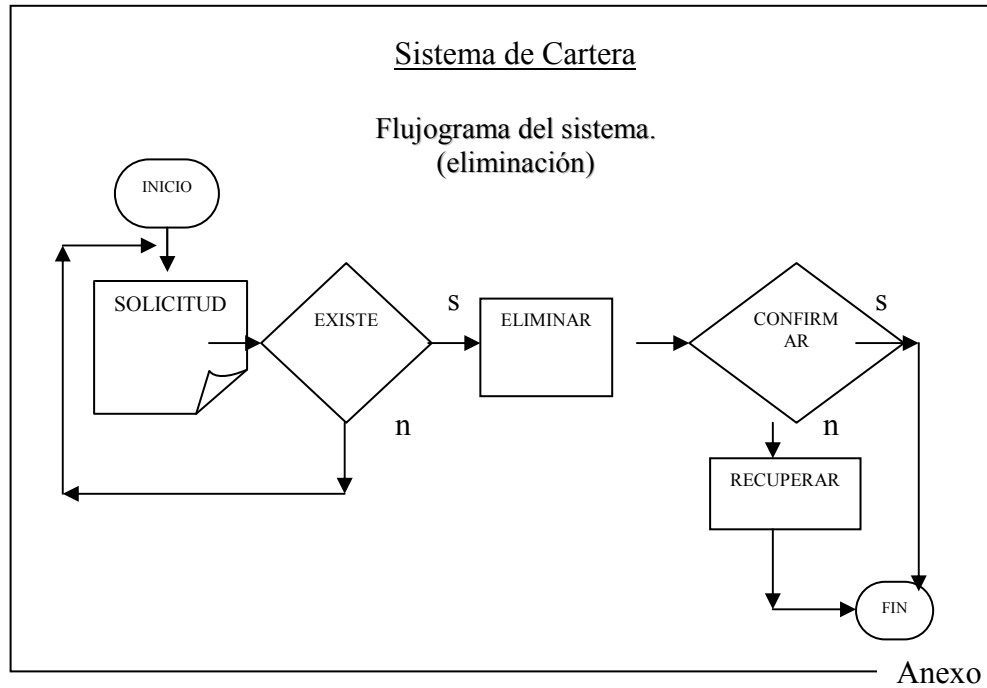 Sistema de Cartera
Flujograma del sistema.
(eliminación)
INICIO
SOLICITUD
EXISTE
s
ELIMINAR
CONFIRM
AR
s
n
n
RECUPERAR
FIN
Anexo